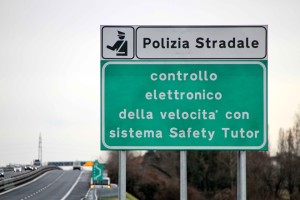 Polizia Stradale
controllo
elettronico
della velocita' con
sistema Safety Tutor